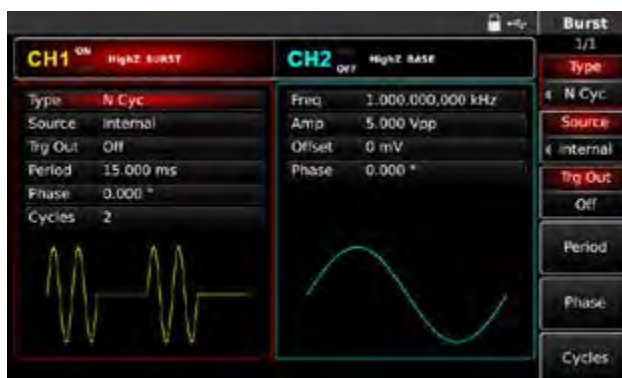 Burst
1/1
CH1 ON HighZ BURST
CH2 OFF HighZ BASE
Type N Cyc
Source Internal
Trg Out Off
Period 15.000 ms
Phase 0.000 °
Cycles 2
Freq 1.000,000,000 kHz
Amp 5.000 Vpp
Offset 0 mV
Phase 0.000 °
Type
N Cyc
Source
Internal
Trg Out
Off
Period
Phase
Cycles